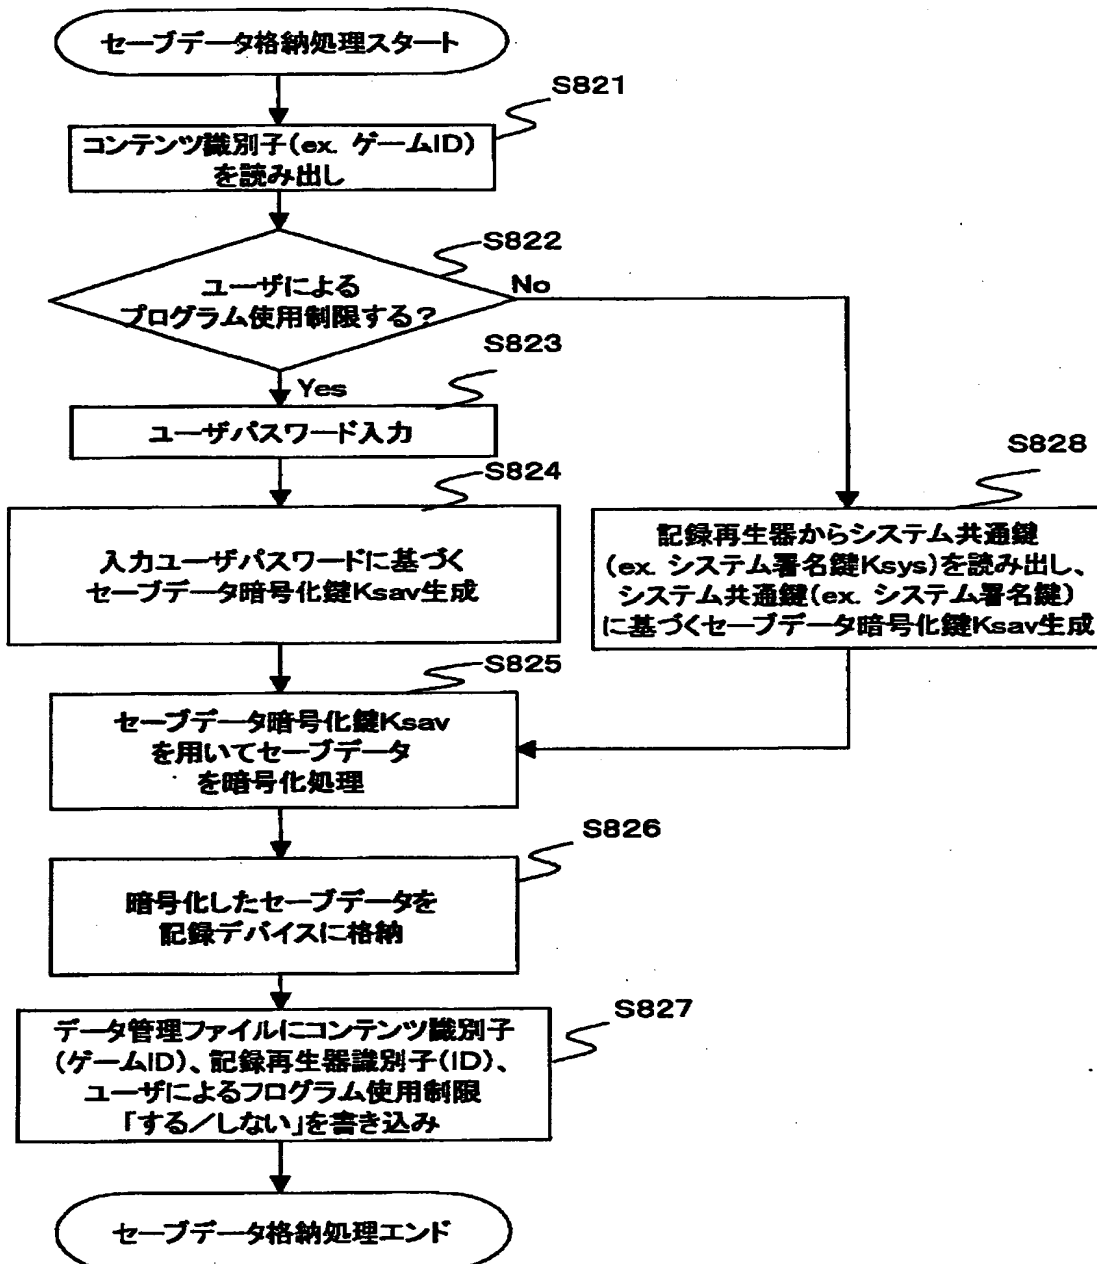 セーブデータ格納処理スタート
S821
コンテンツ識別子(ex. ゲームID)
を読み出し
S822
ユーザによる
プログラム使用制限する?
No
Yes
S823
ユーザパスワード入力
S824
入力ユーザパスワードに基づく
セーブデータ暗号化鍵Ksav生成
S828
記録再生器からシステム共通鍵
(ex. システム署名鍵Ksys)を読み出し、
システム共通鍵(ex. システム署名鍵)
に基づくセーブデータ暗号化鍵Ksav生成
S825
セーブデータ暗号化鍵Ksav
を用いてセーブデータ
を暗号化処理
S826
暗号化したセーブデータを
記録デバイスに格納
S827
データ管理ファイルにコンテンツ識別子
(ゲームID)、記録再生器識別子(ID)、
ユーザによるフログラム使用制限
「する/しない」を書き込み
セーブデータ格納処理エンド